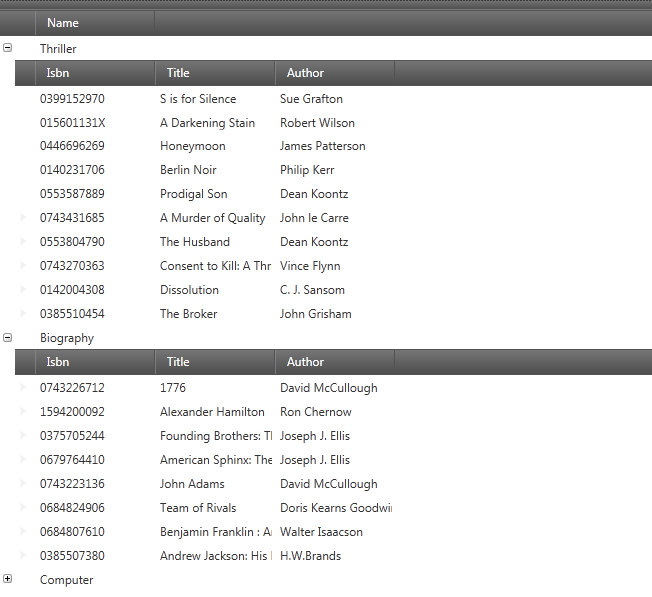 Name
Thriller
Isbn Title Author
0399152970 S is for Silence Sue Grafton
015601131X A Darkening Stain Robert Wilson
0446696269 Honeymoon James Patterson
0140231706 Berlin Noir Philip Kerr
0553587889 Prodigal Son Dean Koontz
0743431685 A Murder of Quality John le Carre
0553804790 The Husband Dean Koontz
0743270363 Consent to Kill: A Thr Vince Flynn
0142004308 Dissolution C. J. Sansom
0385510454 The Broker John Grisham
Biography
Isbn Title Author
0743226712 1776 David McCullough
1594200092 Alexander Hamilton Ron Chernow
0375705244 Founding Brothers: T Joseph J. Ellis
0679764410 American Sphinx: The Joseph J. Ellis
0743223136 John Adams David McCullough
0684824906 Team of Rivals Doris Kearns Goodwi
0684807610 Benjamin Franklin : A Walter Isaacson
0385507380 Andrew Jackson: His H.W.Brands
Computer